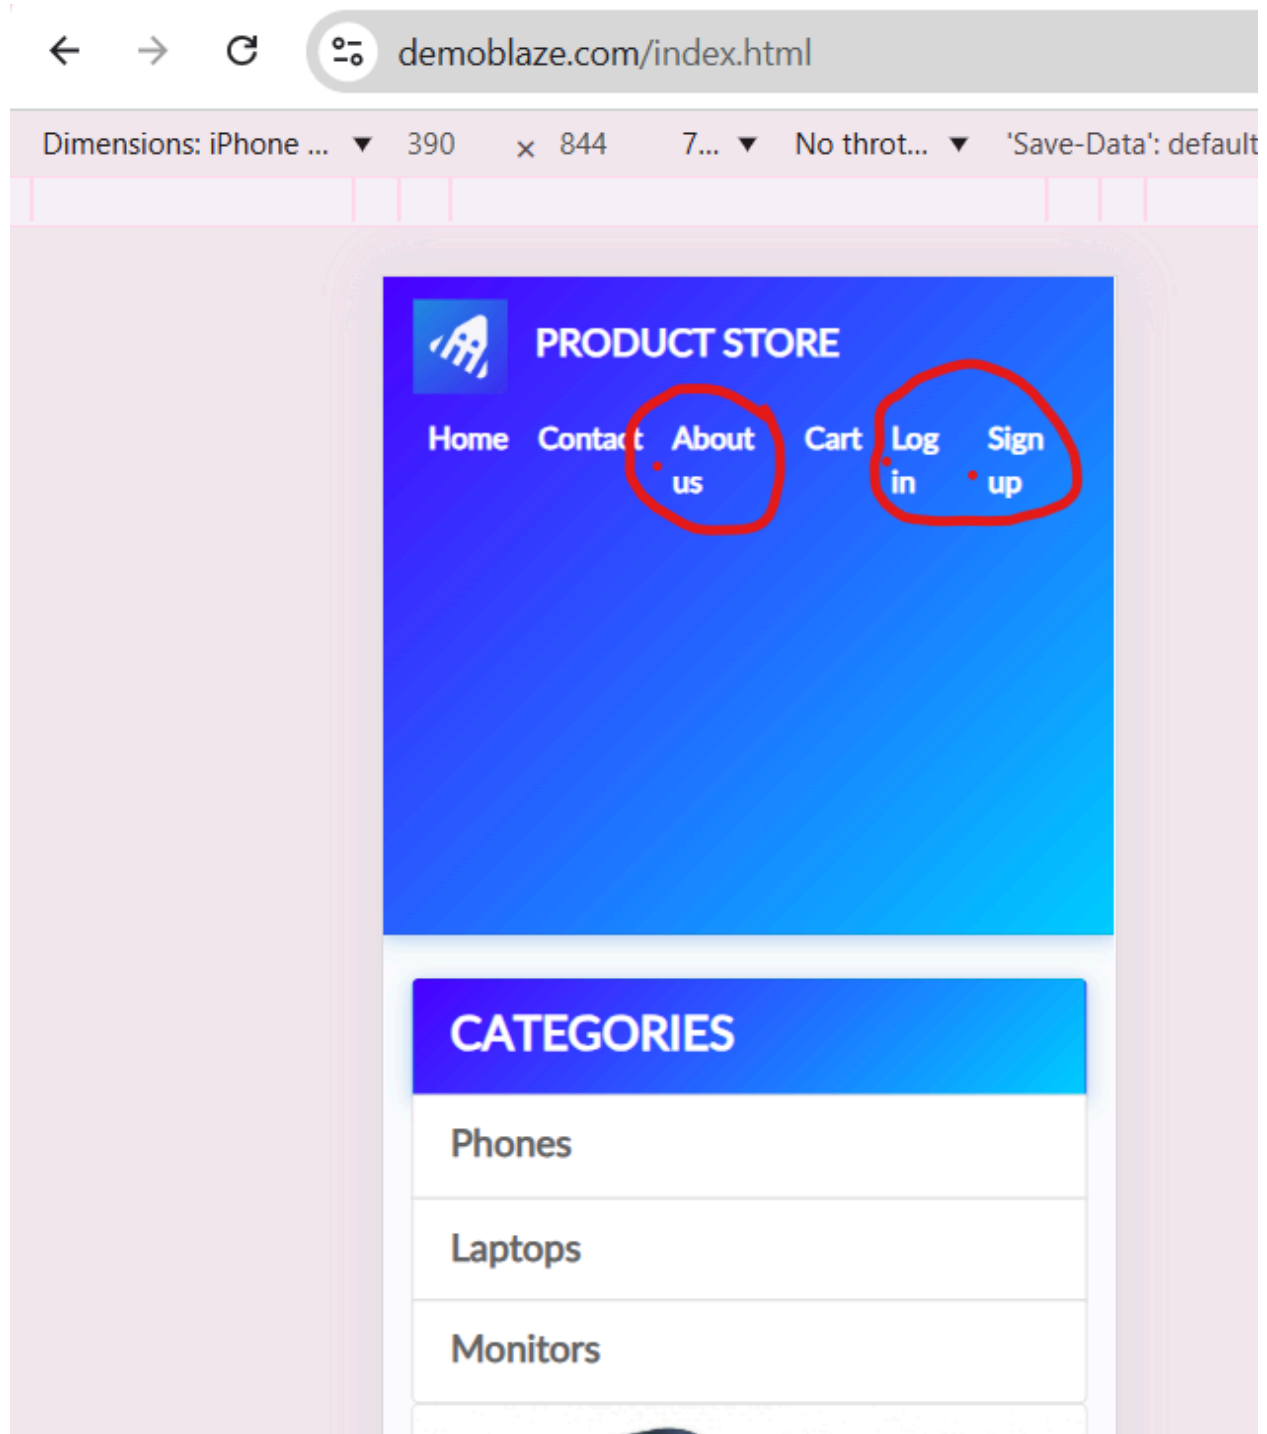 demoblaze.com/index.html
Dimensions: iPhone ... ▼ 390 × 844 7... ▼ No throt... ▼ 'Save-Data': default
PRODUCT STORE
Home Contact About us Cart Log in Sign up
CATEGORIES
Phones
Laptops
Monitors